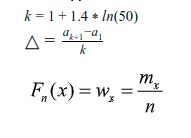 k = 1 + 1.4 * ln(50)
△ = (a_{k+1} - a_1) / k
F_n(x) = w_x = m_x / n